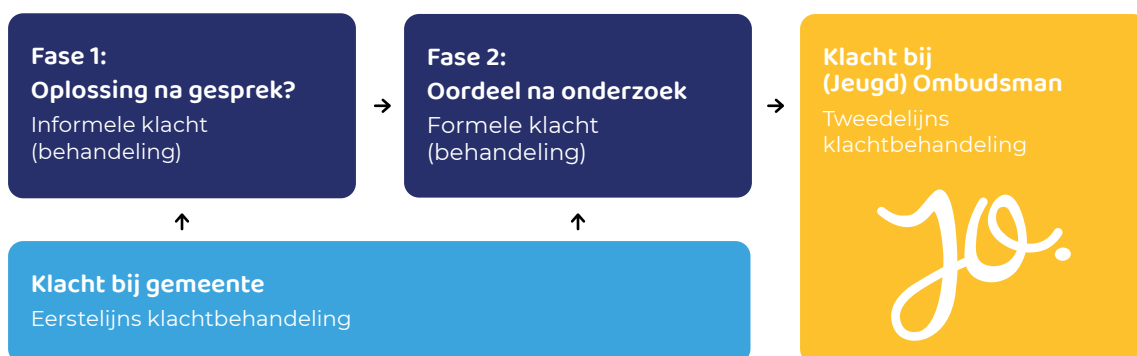 Fase 1:
Oplossing na gesprek?
Informele klacht
(behandeling)
Fase 2:
Oordeel na onderzoek
Formele klacht
(behandeling)
Klacht bij
(Jeugd) Ombudsman
Tweedelijns
klachtbehandeling
jo.
Klacht bij gemeente
Eerstelijns klachtbehandeling